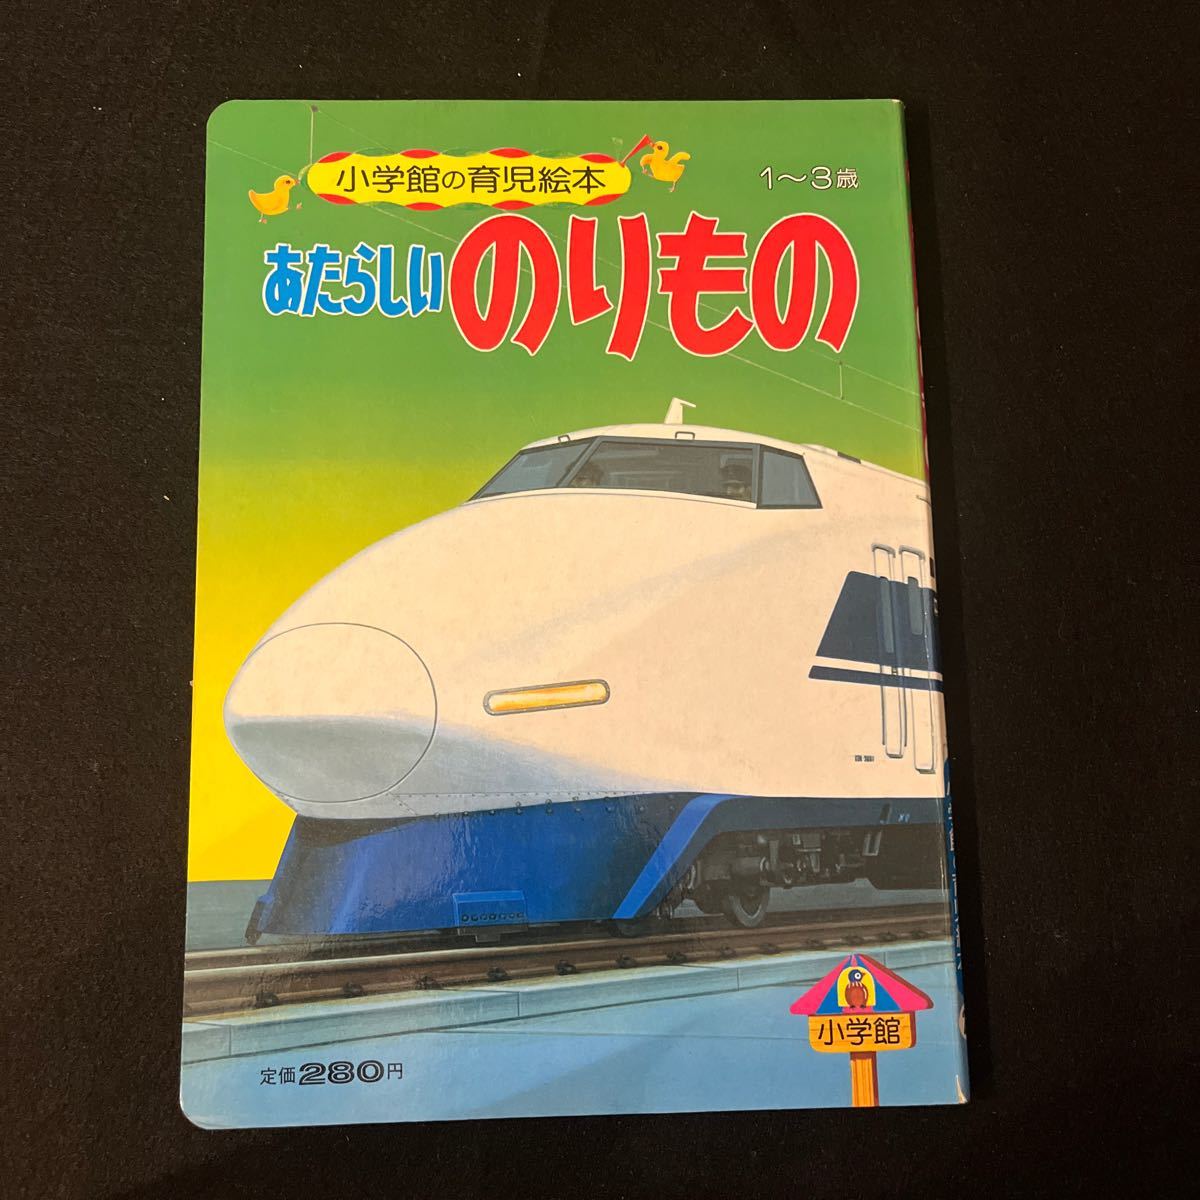 小学館の育児絵本
1〜3歳
あたらしい
のりもの
小学館
定価280円